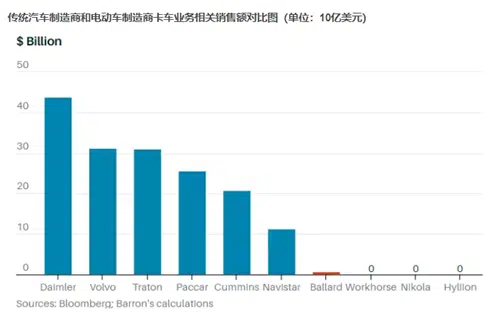 传统汽车制造商和电动车制造商卡车业务相关销售额对比图（单位：10亿美元）
$ Billion
50
40
30
20
10
0
0 0 0
Daimler Volvo Traton Paccar Cummins Navistar Ballard Workhorse Nikola Hyliion
Sources: Bloomberg; Barron's calculations